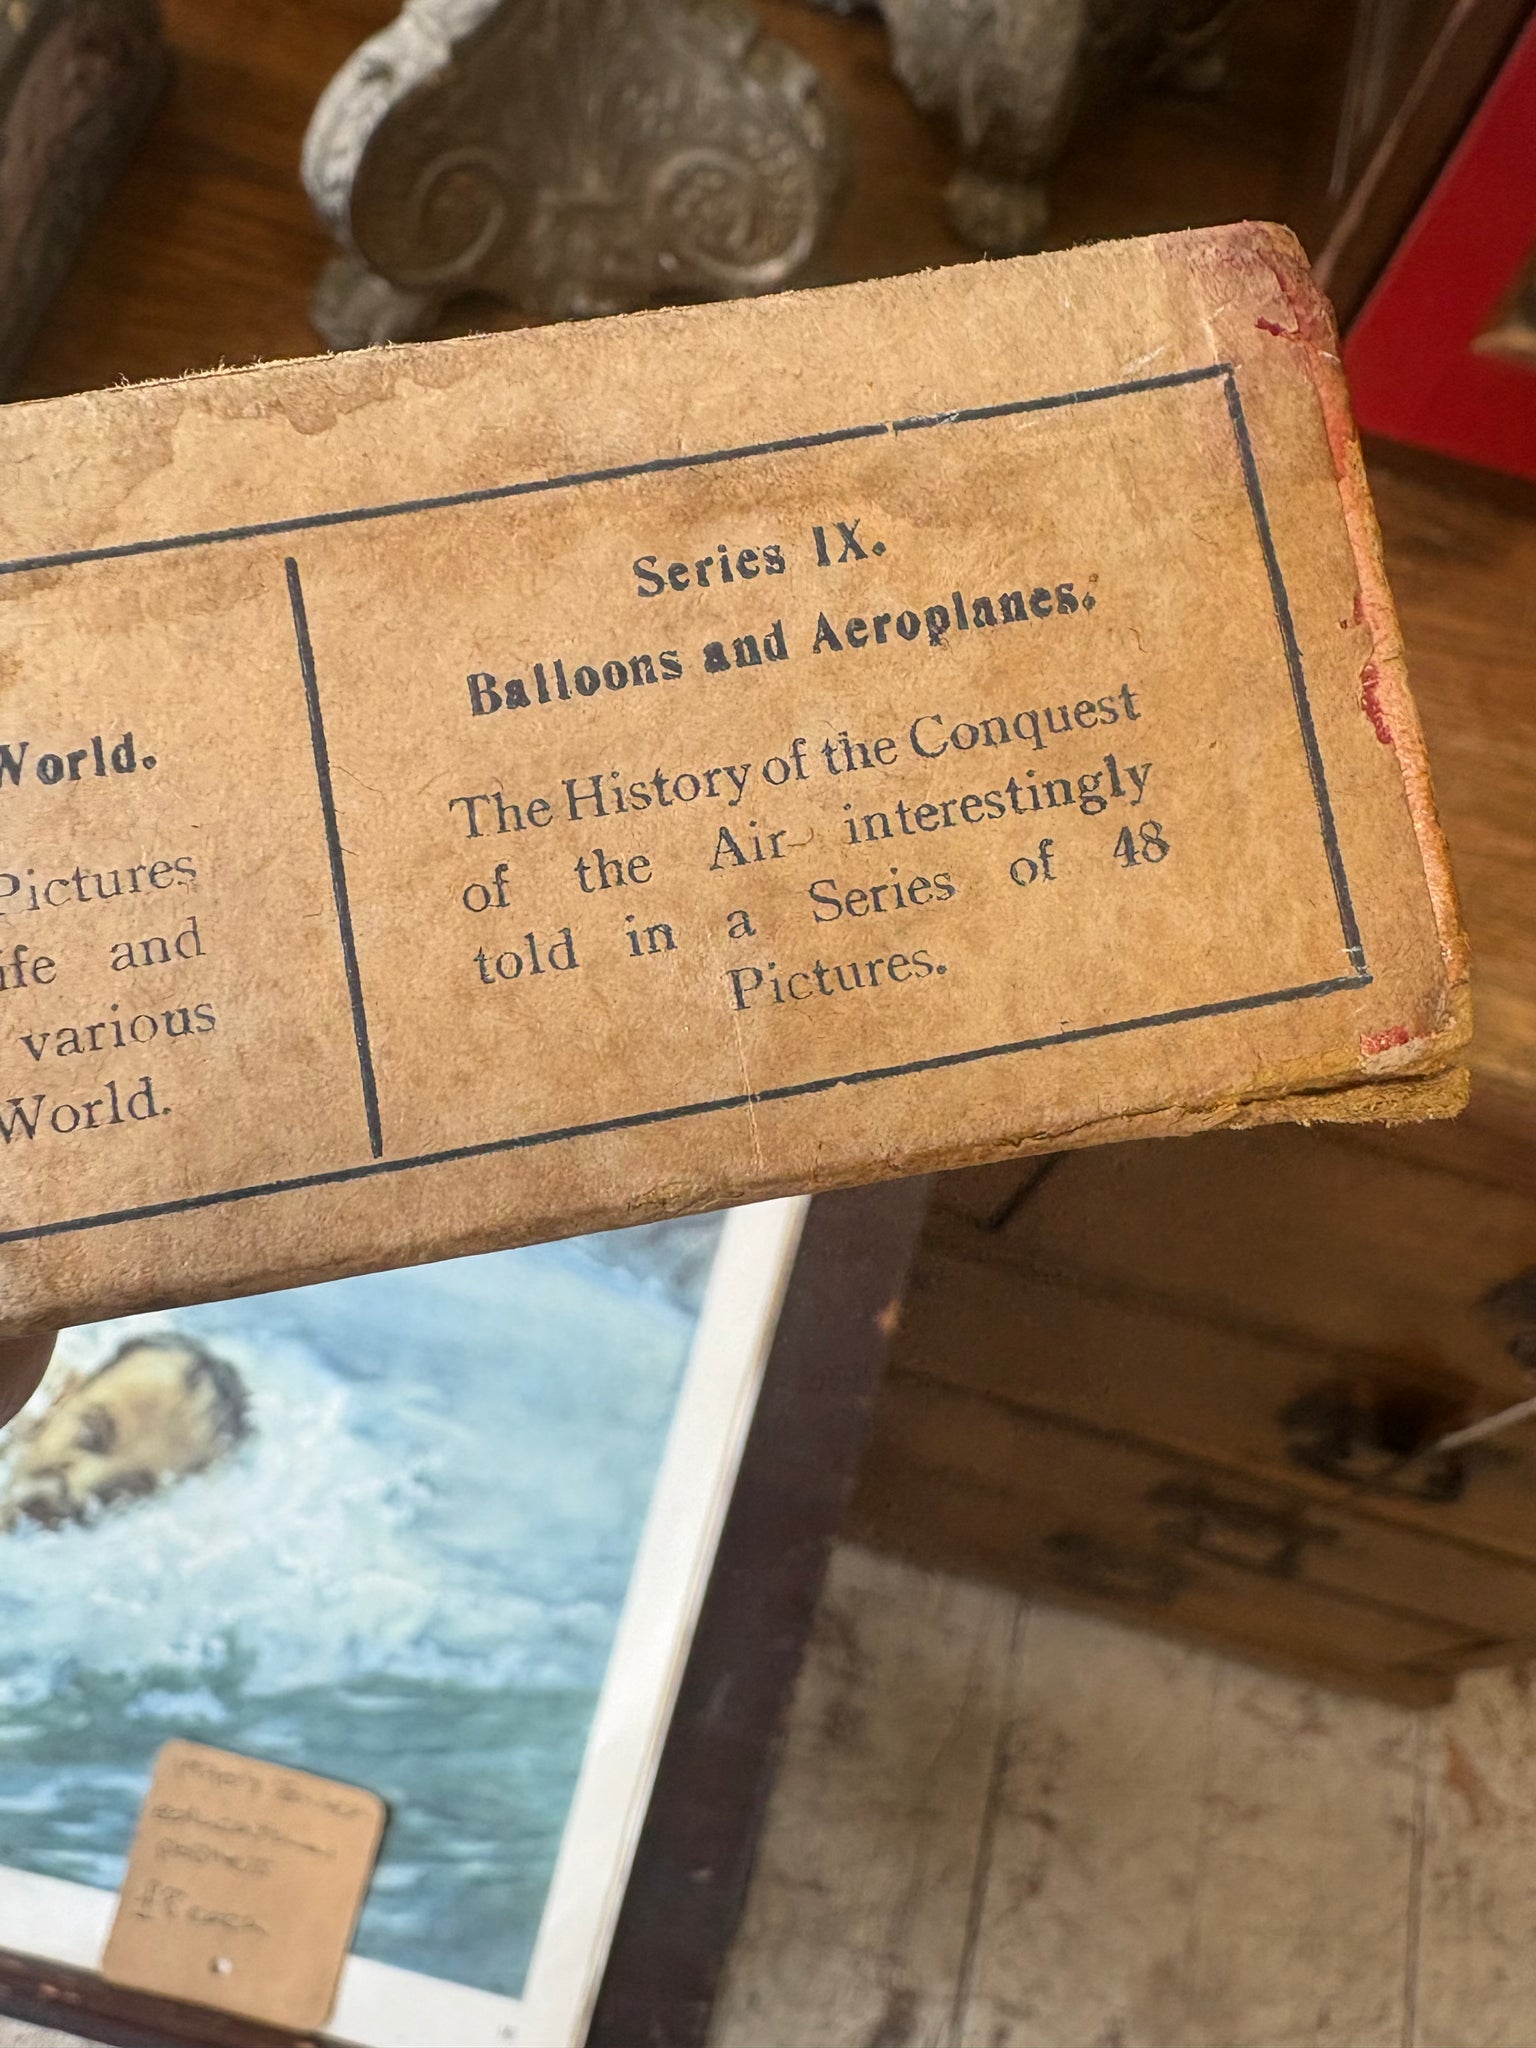 World.
Pictures
ife and
various
World.
Series IX.
Balloons and Aeroplanes.
The History of the Conquest
of the Air interestingly
told in a Series of 48
Pictures.